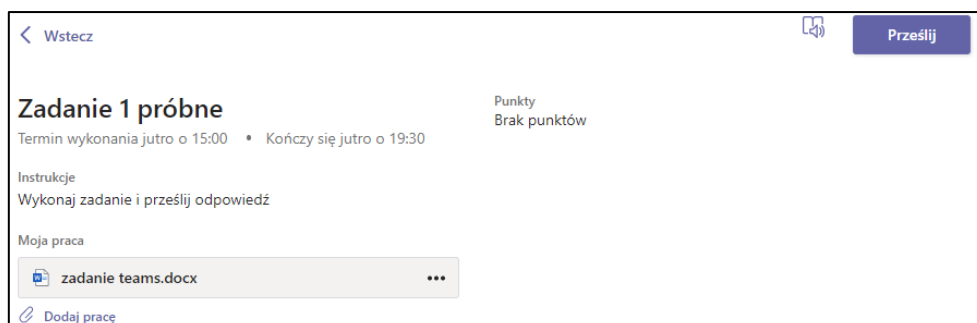 Wstecz
Prześlij
Zadanie 1 próbne
Termin wykonania jutro o 15:00 • Kończy się jutro o 19:30
Punkty
Brak punktów
Instrukcje
Wykonaj zadanie i prześlij odpowiedź
Moja praca
zadanie teams.docx
Dodaj pracę